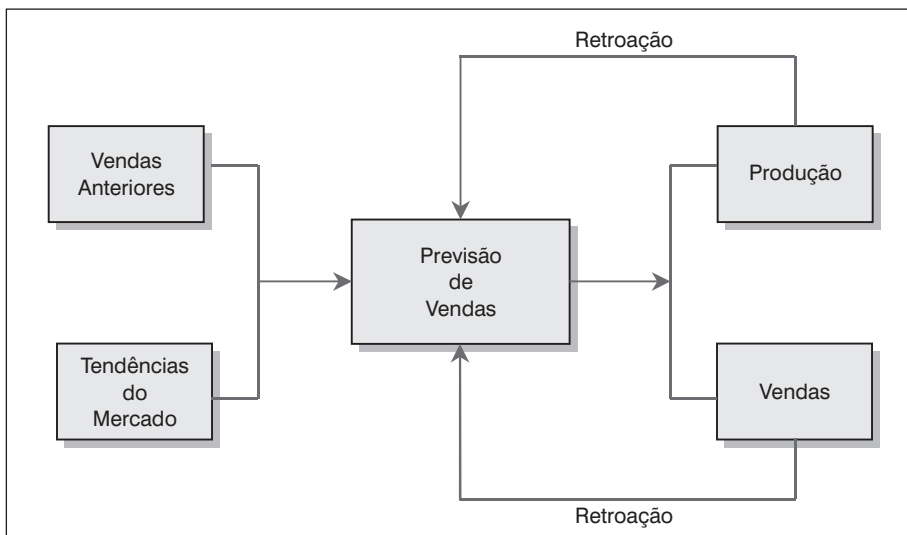 Retroação
Vendas
Anteriores
Produção
Previsão
de
Vendas
Tendências
do
Mercado
Vendas
Retroação